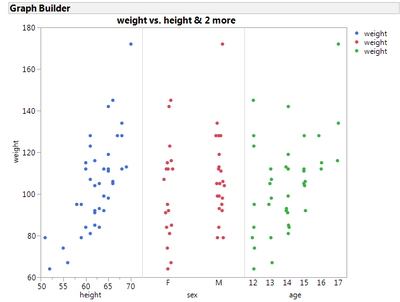 Graph Builder
weight vs. height & 2 more
weight
weight
weight
180
160
140
120
100
80
60
weight
50 55 60 65 70 F M 12 13 14 15 16 17
height sex age